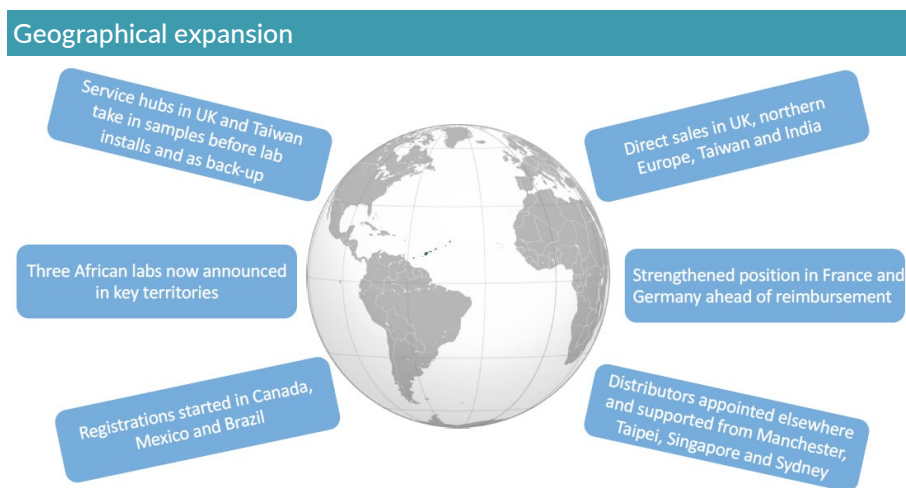 Geographical expansion
Service hubs in UK and Taiwan
take in samples before lab
installs and as back-up
Direct sales in UK, northern
Europe, Taiwan and India
Three African labs now announced
in key territories
Strengthened position in France and
Germany ahead of reimbursement
Registrations started in Canada,
Mexico and Brazil
Distributors appointed elsewhere
and supported from Manchester,
Taipei, Singapore and Sydney